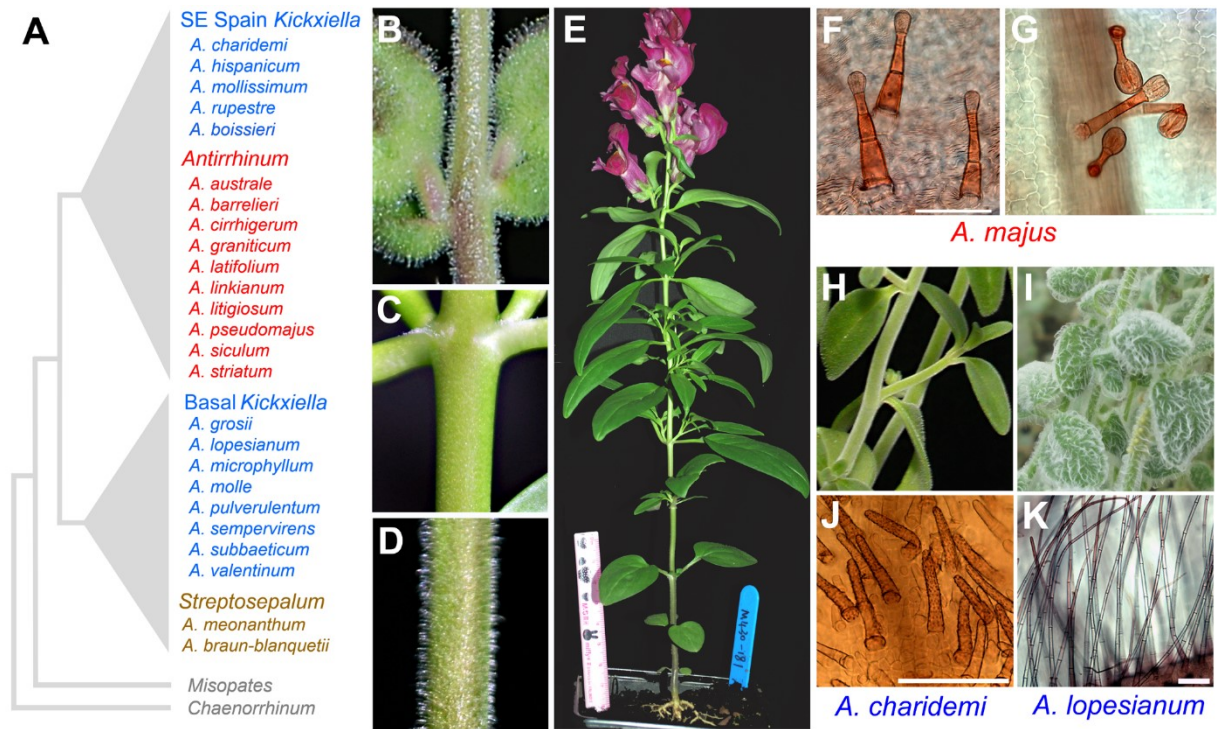 A
SE Spain Kickxiella
A. charidemi
A. hispanicum
A. mollissimum
A. rupestre
A. boissieri
Antirrhinum
A. australe
A. barrelieri
A. cirrhigerum
A. graniticum
A. latifolium
A. linkianum
A. litigiosum
A. pseudomajus
A. siculum
A. striatum
Basal Kickxiella
A. grosii
A. lopesianum
A. microphyllum
A. molle
A. pulverulentum
A. sempervirens
A. subbaeticum
A. valentinum
Streptosepalum
A. meonanthum
A. braun-blanquetii
Misopates
Chaenorrhinum
B
C
D
E
F
G
A. majus
H
I
J
K
A. charidemi
A. lopesianum